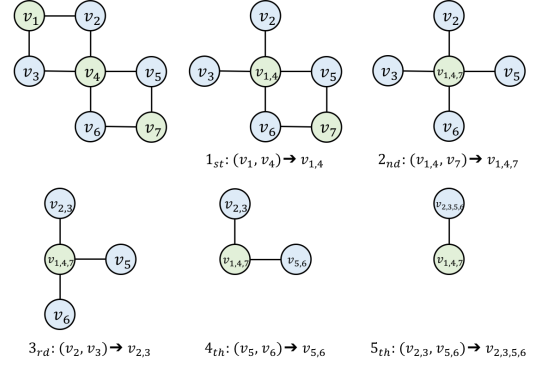 v₁ v₂ v₂ v₂
v₃ v₄ v₅ v₃ v₁,₄ v₅ v₃ v₁,₄,₇ v₅
v₆ v₇ v₆ v₇ v₆
1ₛₜ: (v₁, v₄)➔ v₁,₄ 2ₙd: (v₁,₄, v₇)➔ v₁,₄,₇
v₂,₃ v₂,₃ v₂,₃,₅,₆
v₁,₄,₇ v₅ v₁,₄,₇ v₅,₆ v₁,₄,₇
v₆
3ᵣd: (v₂, v₃)➔ v₂,₃ 4ₜₕ: (v₅, v₆)➔ v₅,₆ 5ₜₕ: (v₂,₃, v₅,₆)➔ v₂,₃,₅,₆